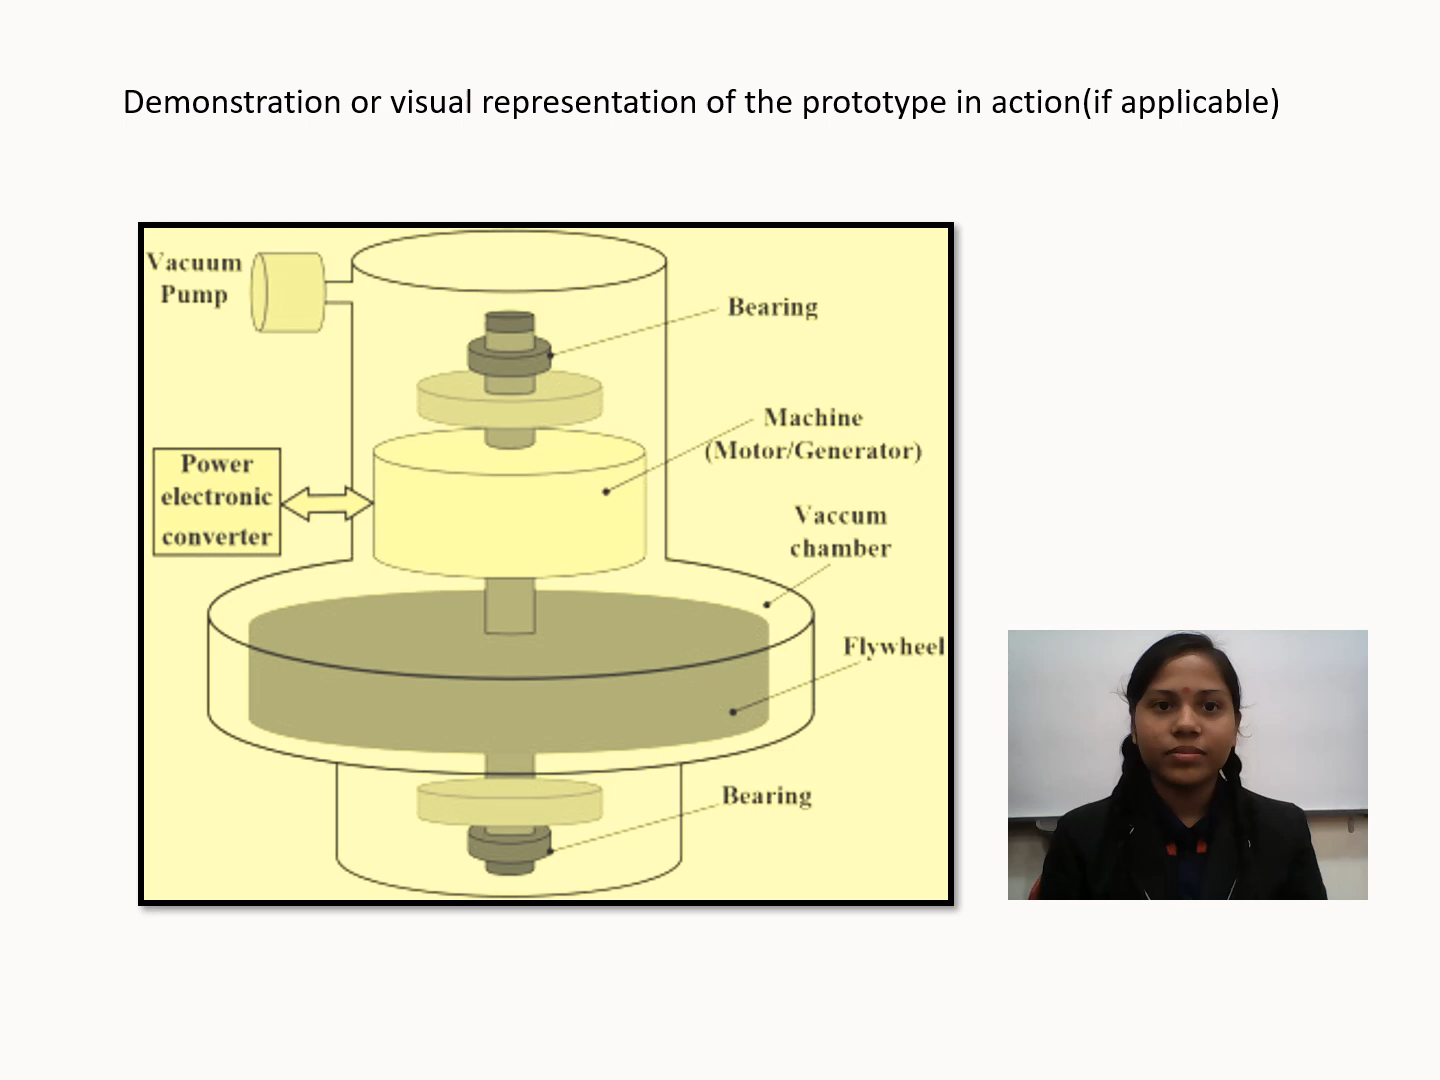 Demonstration or visual representation of the prototype in action(if applicable)
Vacuum
Pump
Bearing
Machine
(Motor/Generator)
Power
electronic
converter
Vaccum
chamber
Flywheel
Bearing